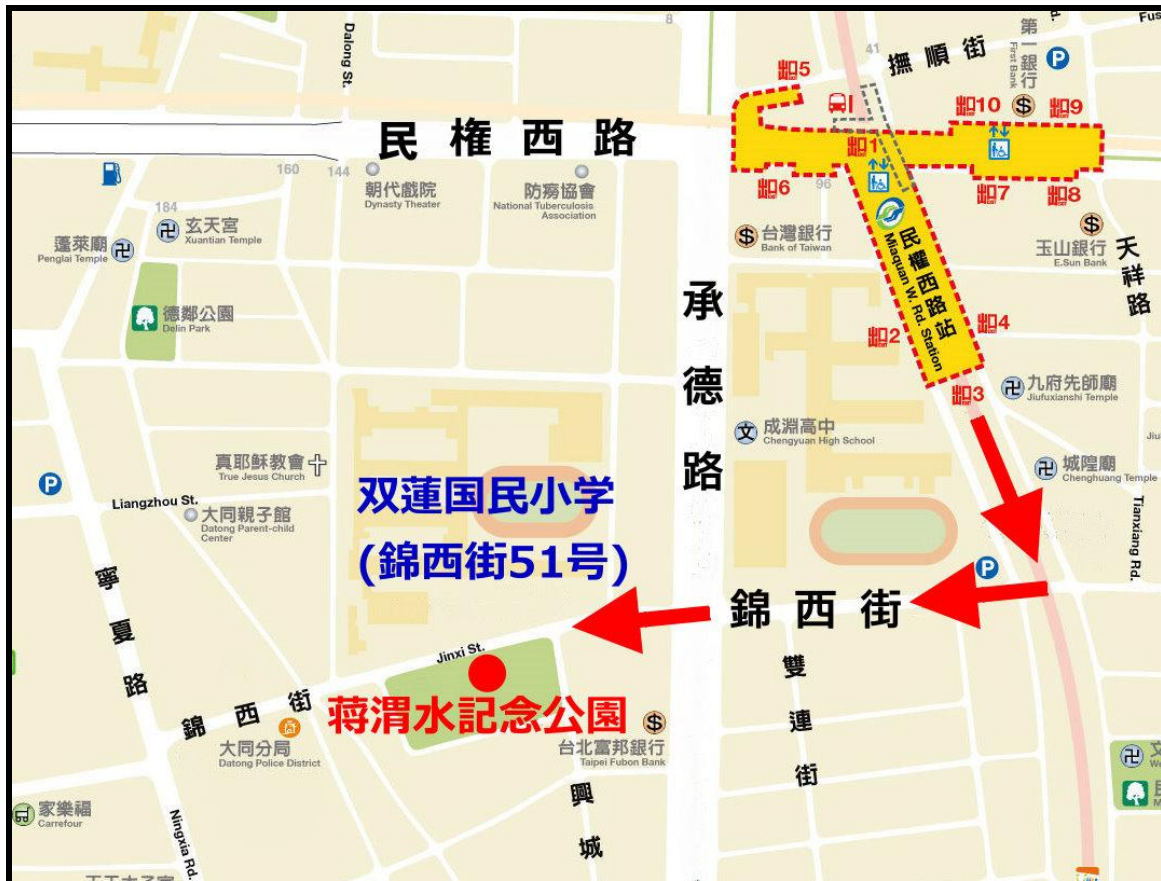 8
Fus
Dalong St.
41
撫順街
第一銀行
First Bank
P
出口5
出口10
出口9
民權西路
出口1
160
144
朝代戲院
Dynasty Theater
防癆協會
National Tuberculosis
Association
出口6
96
出口7
出口8
184
玄天宮
Xuantian Temple
蓬萊廟
Penglai Temple
台灣銀行
Bank of Taiwan
玉山銀行
E.Sun Bank
天祥路
民權西路站
Miaquan W. Rd. Station
德鄰公園
Delin Park
承德路
出口2
出口4
出口3
九府先師廟
Jiufuxianshi Temple
文
成淵高中
Chengyuan High School
Jiu
真耶穌教會
True Jesus Church
城隍廟
Chenghuang Temple
P
双蓮国民小学
(錦西街51号)
Liangzhou St.
大同親子館
Datong Parent-child
Center
Tianxiang Rd.
P
寧夏路
錦西街
Jinxi St.
雙連街
錦西街
蒋渭水記念公園
大同分局
Datong Police District
台北富邦銀行
Taipei Fubon Bank
文
We
民
M
家樂福
Carrefour
Ningxia Rd.
興城